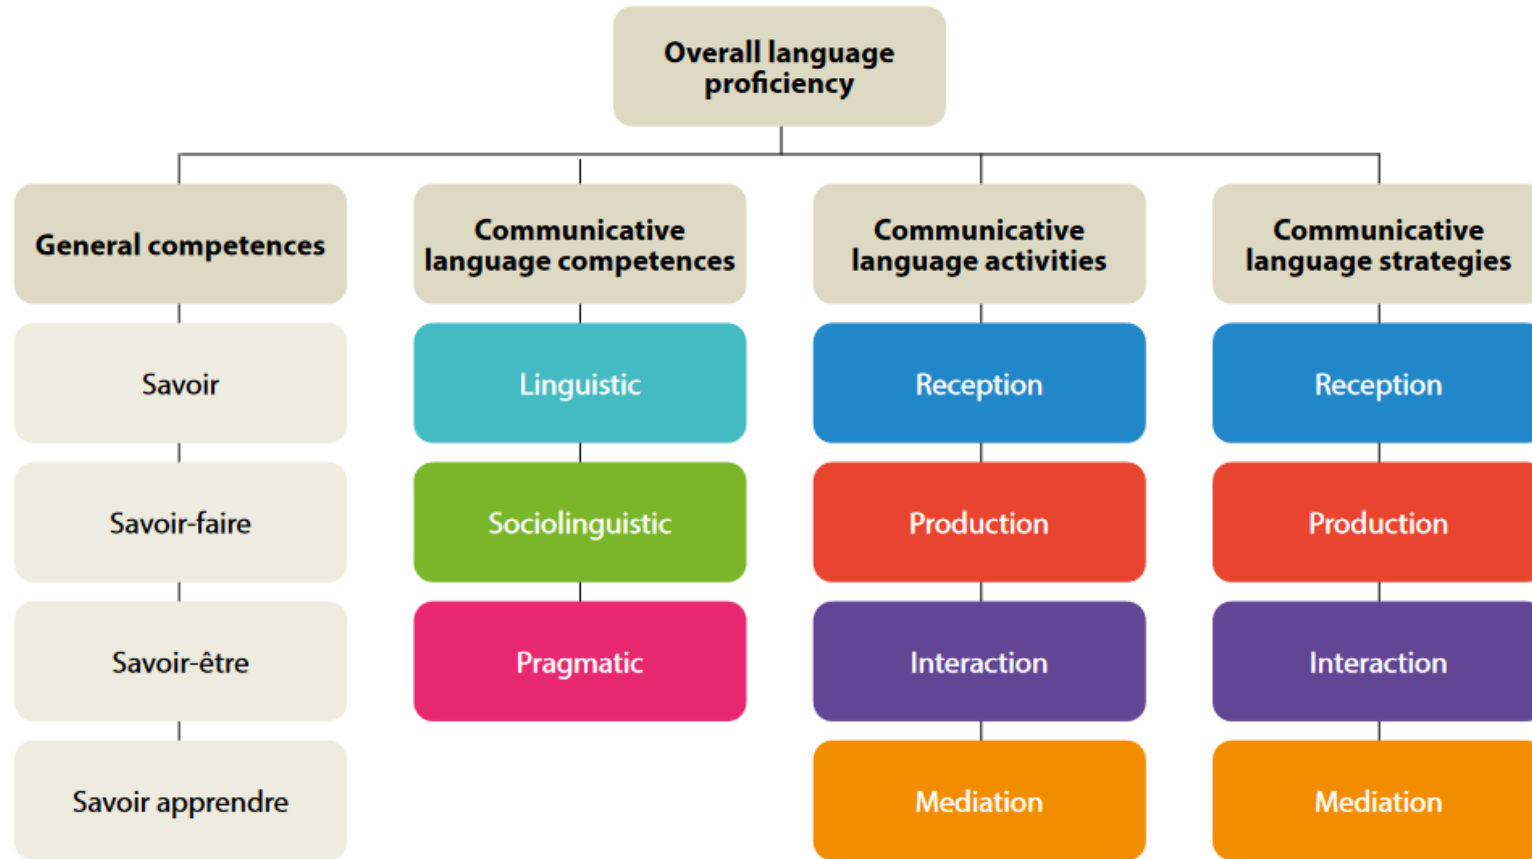 Overall language
proficiency
General competences
Communicative
language competences
Communicative
language activities
Communicative
language strategies
Savoir
Linguistic
Reception
Reception
Savoir-faire
Sociolinguistic
Production
Production
Savoir-être
Pragmatic
Interaction
Interaction
Savoir apprendre
Mediation
Mediation